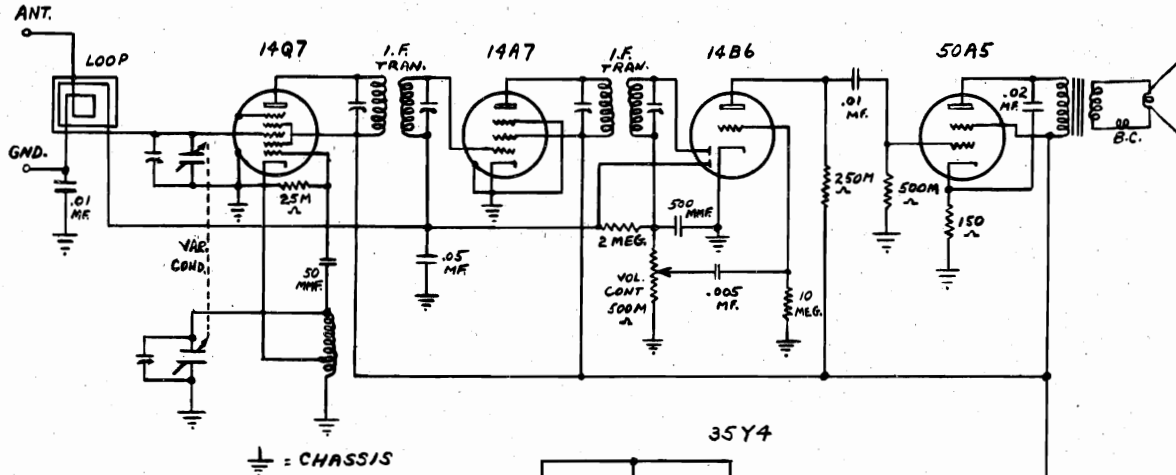 ANT.
LOOP
GND.
.01
MF.
VAR.
COND.
14Q7
25M
Ω
50
MMF.
I.F.
TRAN.
14A7
.05
MF.
I.F.
TRAN.
14B6
2 MEG.
500
MMF.
VOL.
CONT
500M
Ω
.005
MF.
10
MEG.
250M
Ω
.01
MF.
500M
Ω
50A5
150
Ω
.02
MF.
B.C.
35Y4
= CHASSIS